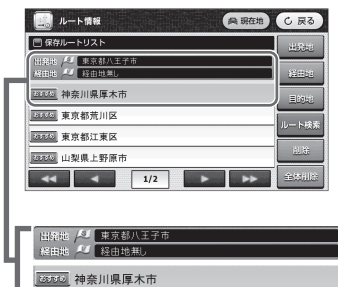 ルート情報 現在地 戻る
保存ルートリスト 出発地
出発地 東京都八王子市
経由地 経由地無し 経由地
おすすめ 神奈川県厚木市 目的地
おすすめ 東京都荒川区
ルート検索
おすすめ 東京都江東区
削除
おすすめ 山梨県上野原市
1/2 全体削除
出発地 東京都八王子市
経由地 経由地無し
おすすめ 神奈川県厚木市